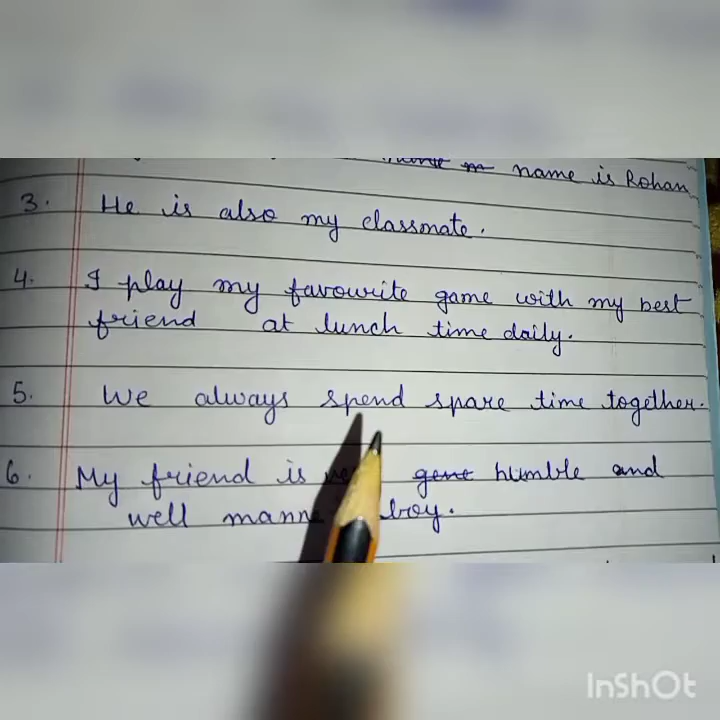 name is Rohan
3. He is also my classmate.
4. I play my favourite game with my best
friend at lunch time daily.
5. We always spend spare time together.
6. My friend is humble and
well boy.
InShOt